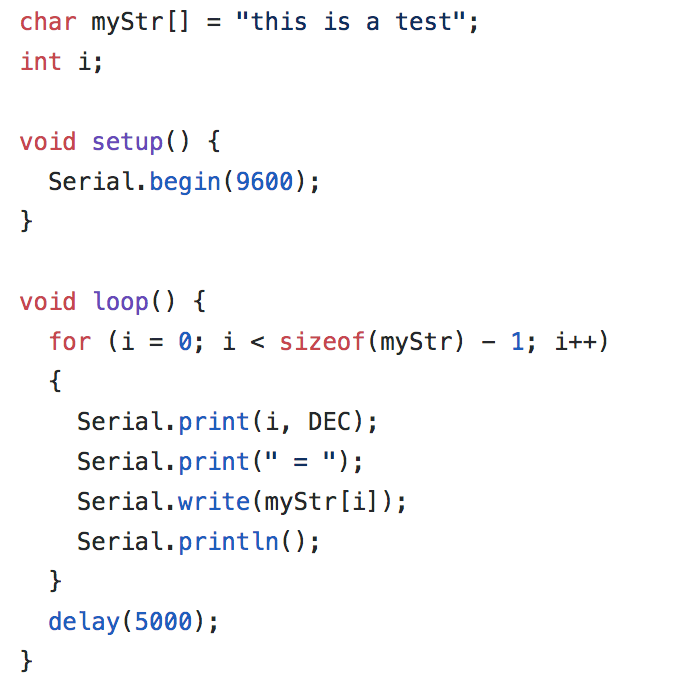 char myStr[] = "this is a test";
int i;

void setup() {
  Serial.begin(9600);
}

void loop() {
  for (i = 0; i < sizeof(myStr) - 1; i++)
  {
    Serial.print(i, DEC);
    Serial.print(" = ");
    Serial.write(myStr[i]);
    Serial.println();
  }
  delay(5000);
}